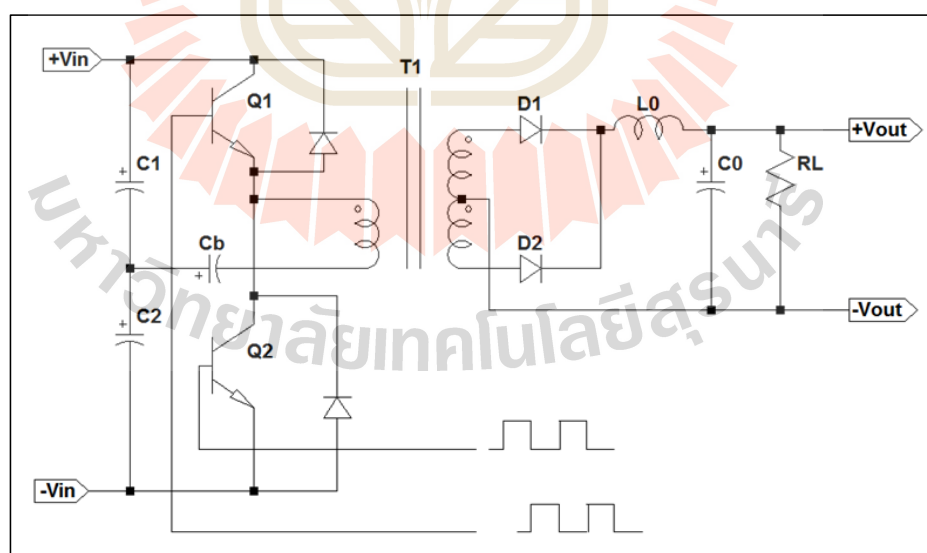 +Vin
T1
Q1
D1
L0
+Vout
C1
C0
RL
Cb
D2
C2
Q2
-Vout
-Vin
มหาวิทยาลัยเทคโนโลยีสุรนารี